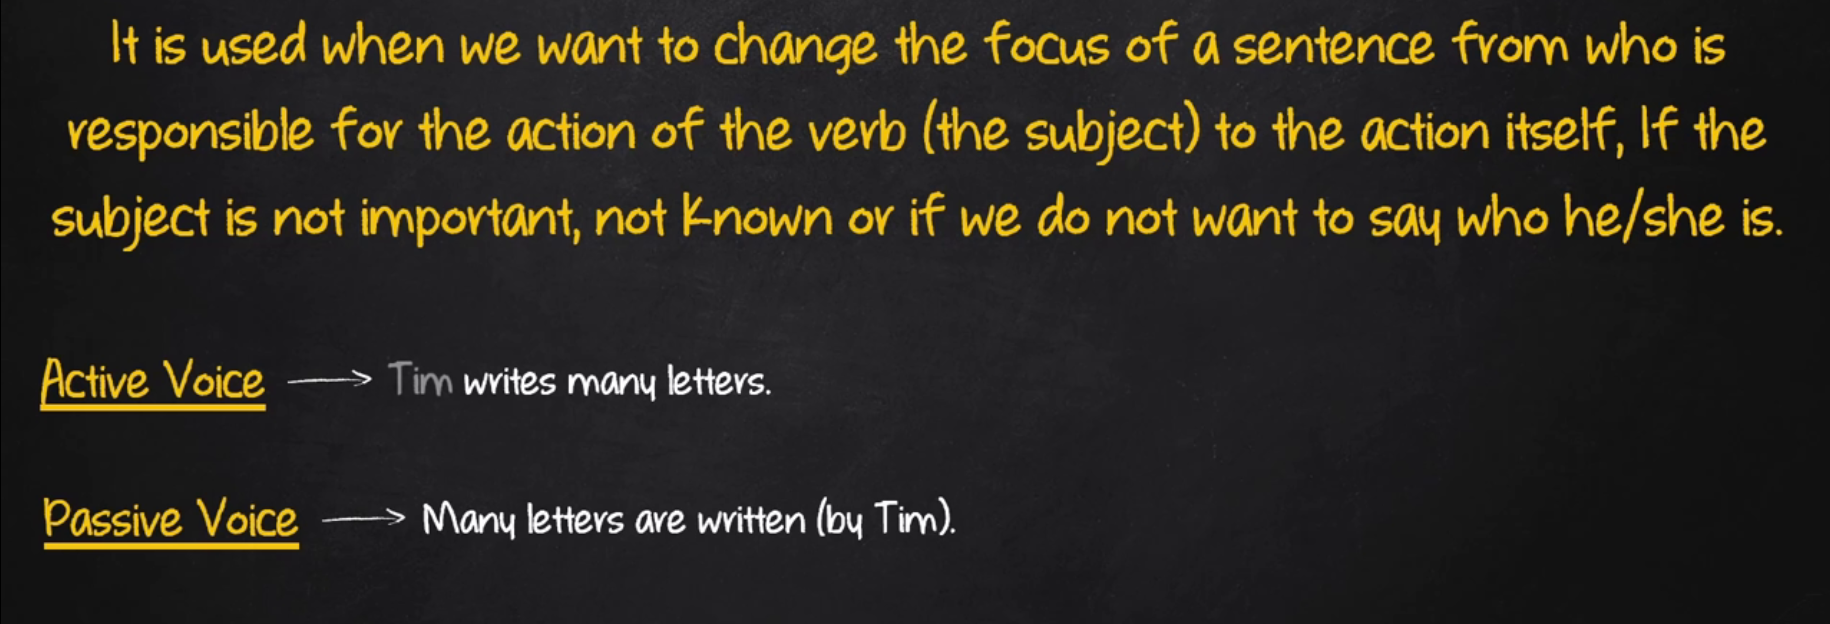 It is used when we want to change the focus of a sentence from who is
responsible for the action of the verb (the subject) to the action itself, If the
subject is not important, not known or if we do not want to say who he/she is.
Active Voice → Tim writes many letters.
Passive Voice → Many letters are written (by Tim).